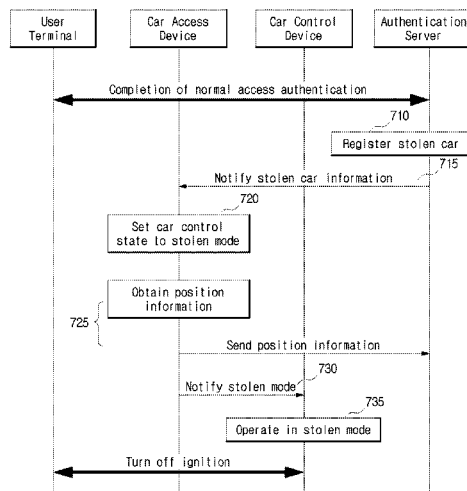 User
Terminal
Car Access
Device
Car Control
Device
Authentication
Server
Completion of normal access authentication
710
Register stolen car
715
Notify stolen car information
720
Set car control
state to stolen mode
Obtain position
information
725
Send position information
730
Notify stolen mode
735
Operate in stolen mode
Turn off ignition